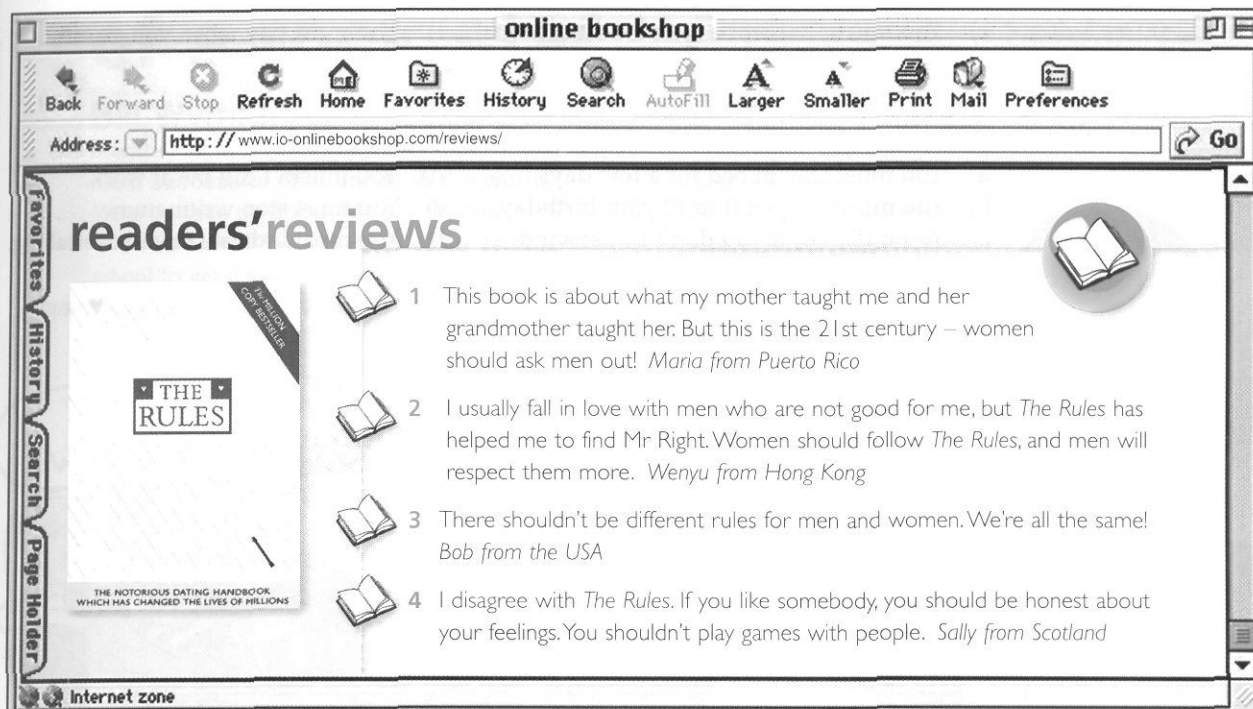 online bookshop
Back Forward Stop Refresh Home Favorites History Search AutoFill Larger Smaller Print Mail Preferences
Address: http:// www.io-onlinebookshop.com/reviews/ Go
Favorites
History
Search
Page Holder
readers'reviews
The MILLION
COPY BESTSELLER
THE
RULES
THE NOTORIOUS DATING HANDBOOK
WHICH HAS CHANGED THE LIVES OF MILLIONS
1 This book is about what my mother taught me and her
grandmother taught her. But this is the 21st century – women
should ask men out! Maria from Puerto Rico
2 I usually fall in love with men who are not good for me, but The Rules has
helped me to find Mr Right. Women should follow The Rules, and men will
respect them more. Wenyu from Hong Kong
3 There shouldn't be different rules for men and women. We're all the same!
Bob from the USA
4 I disagree with The Rules. If you like somebody, you should be honest about
your feelings. You shouldn't play games with people. Sally from Scotland
Internet zone